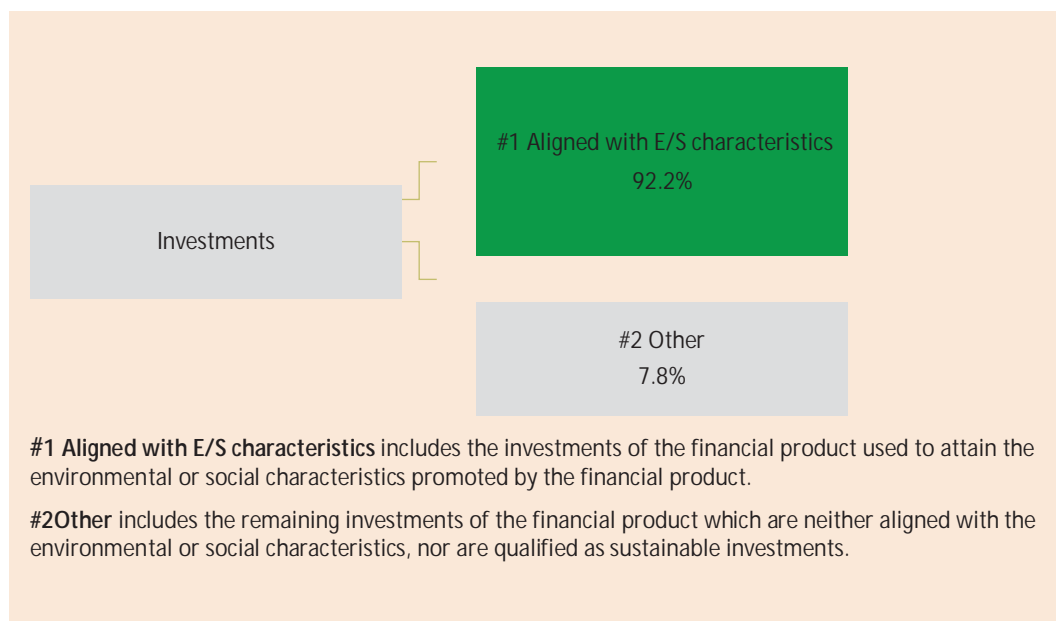 #1 Aligned with E/S characteristics
92.2%
Investments
#2 Other
7.8%
#1 Aligned with E/S characteristics includes the investments of the financial product used to attain the
environmental or social characteristics promoted by the financial product.
#2Other includes the remaining investments of the financial product which are neither aligned with the
environmental or social characteristics, nor are qualified as sustainable investments.